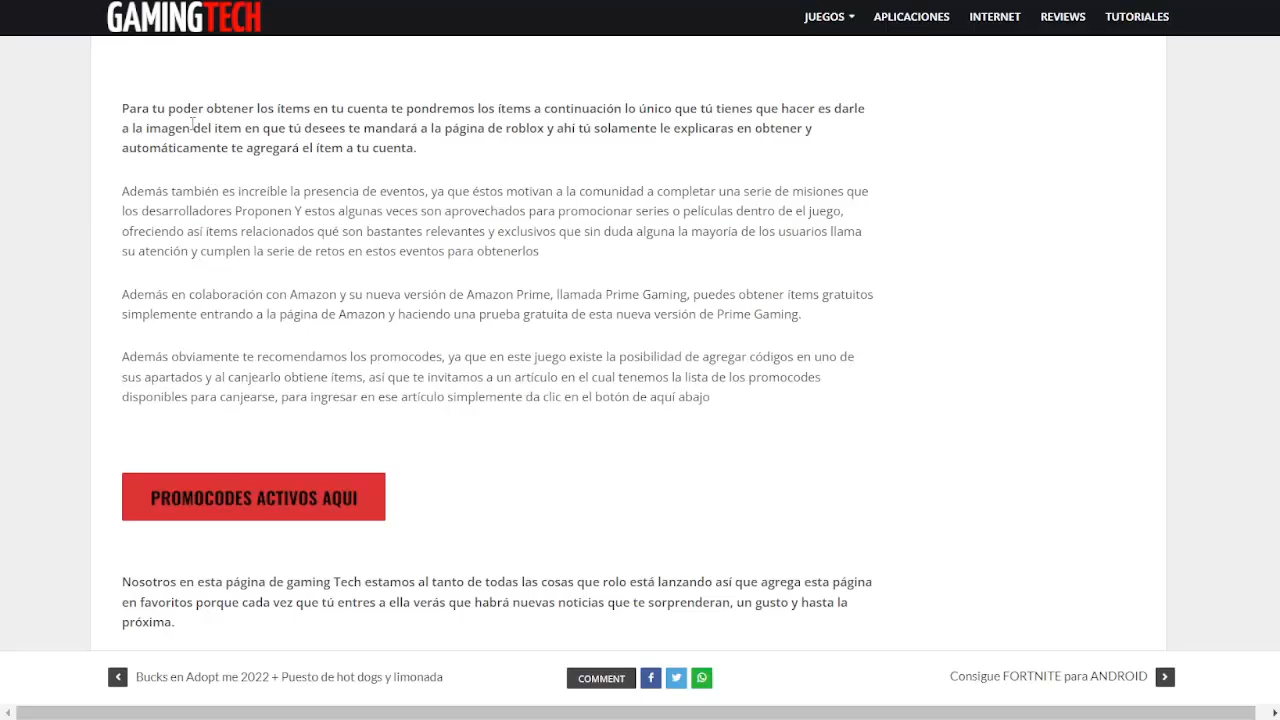 GAMINGTECH
JUEGOS APLICACIONES INTERNET REVIEWS TUTORIALES
Para tu poder obtener los ítems en tu cuenta te pondremos los ítems a continuación lo único que tú tienes que hacer es darle
a la imagen del item en que tú desees te mandará a la página de roblox y ahí tú solamente le explicaras en obtener y
automáticamente te agregará el ítem a tu cuenta.
Además también es increíble la presencia de eventos, ya que éstos motivan a la comunidad a completar una serie de misiones que
los desarrolladores Proponen Y estos algunas veces son aprovechados para promocionar series o películas dentro de el juego,
ofreciendo así ítems relacionados qué son bastantes relevantes y exclusivos que sin duda alguna la mayoría de los usuarios llama
su atención y cumplen la serie de retos en estos eventos para obtenerlos
Además en colaboración con Amazon y su nueva versión de Amazon Prime, llamada Prime Gaming, puedes obtener ítems gratuitos
simplemente entrando a la página de Amazon y haciendo una prueba gratuita de esta nueva versión de Prime Gaming.
Además obviamente te recomendamos los promocodes, ya que en este juego existe la posibilidad de agregar códigos en uno de
sus apartados y al canjearlo obtiene ítems, así que te invitamos a un artículo en el cual tenemos la lista de los promocodes
disponibles para canjearse, para ingresar en ese artículo simplemente da clic en el botón de aquí abajo
PROMOCODES ACTIVOS AQUI
Nosotros en esta página de gaming Tech estamos al tanto de todas las cosas que rolo está lanzando así que agrega esta página
en favoritos porque cada vez que tú entres a ella verás que habrá nuevas noticias que te sorprenderan, un gusto y hasta la
próxima.
Bucks en Adopt me 2022 + Puesto de hot dogs y limonada
COMMENT
Consigue FORTNITE para ANDROID